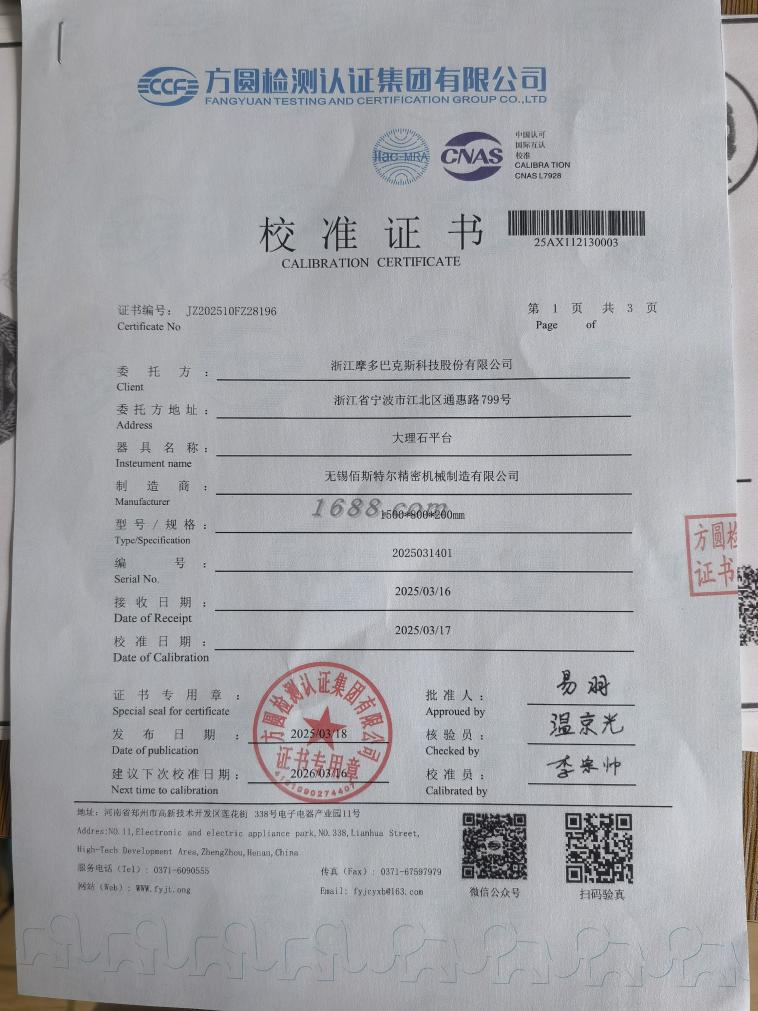 CCF 方圆检测认证集团有限公司
FANGYUAN TESTING AND CERTIFICATION GROUP CO.,LTD
ilac-MRA
CNAS
中国认可
国际互认
校准
CALIBRATION
CNAS L7928
校准证书
CALIBRATION CERTIFICATE
25AX112130003
证书编号： JZ202510FZ28196
Certificate No
第 1 页 共 3 页
Page of
委托方： 浙江摩多巴克斯科技股份有限公司
Client
委托方地址： 浙江省宁波市江北区通惠路799号
Address
器具名称： 大理石平台
Insteument name
制造商： 无锡佰斯特尔精密机械制造有限公司
Manufacturer
1688.com
型号/规格： 1500*800*200mm
Type/Specification
编号： 2025031401
Serial No.
接收日期： 2025/03/16
Date of Receipt
校准日期： 2025/03/17
Date of Calibration
方圆检
证书
证书专用章：
Special seal for certificate
方圆检测认证集团有限公司
证书专用章
发布日期： 2025/03/18
Date of publication
建议下次校准日期： 2026/03/16
Next time to calibration
批准人： 易羽
Approued by
核验员： 温京光
Checked by
校准员： 李宗帅
Calibrated by
地址：河南省郑州市高新技术开发区莲花街 338号电子电器产业园11号
Addres:NO.11,Electronic and electric appliance park,NO.338,Lianhua Street,
High-Tech Development Area,ZhengZhou,Henan,China
服务电话（Tel）: 0371-6090555
传真（Fax）: 0371-67597979
网站（Web）: WWW.fyjt.ong
Email: fyjcyxb@163.com
微信公众号
扫码验真